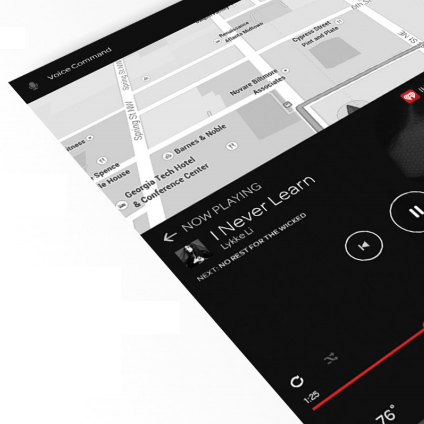 Voice Command
Renaissance
Atlanta Midtown
Cypress Street
Pint and Plate
Spring St NW
Novare Biltmore
Associates
Barnes & Noble
Spence
House
Georgia Tech Hotel
& Conference Center
NOW PLAYING
I Never Learn
Lykke Li
NEXT: NO REST FOR THE WICKED
1:25
76°